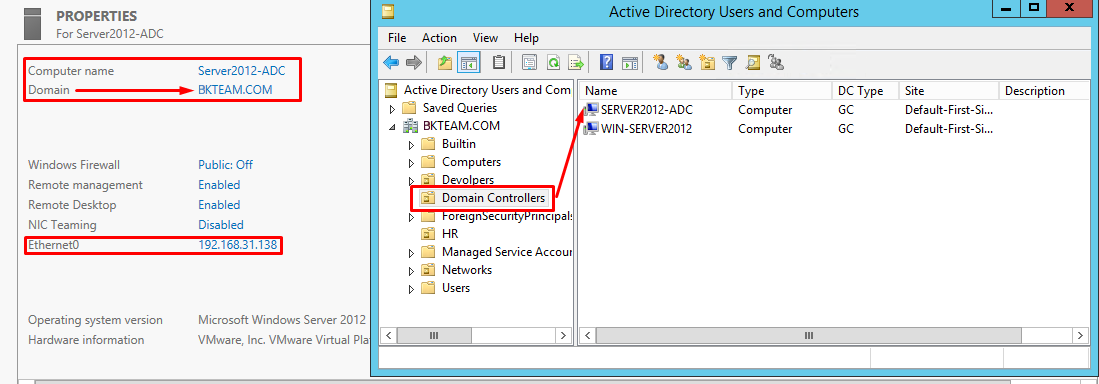 PROPERTIES
For Server2012-ADC
Computer name Server2012-ADC
Domain BKTEAM.COM
Windows Firewall Public: Off
Remote management Enabled
Remote Desktop Enabled
NIC Teaming Disabled
Ethernet0 192.168.31.138
Operating system version Microsoft Windows Server 2012
Hardware information VMware, Inc. VMware Virtual Pla
Active Directory Users and Computers
File Action View Help
Active Directory Users and Com
Saved Queries
BKTEAM.COM
Builtin
Computers
Devolpers
Domain Controllers
ForeignSecurityPrincipals
HR
Managed Service Accour
Networks
Users
Name Type DC Type Site Description
SERVER2012-ADC Computer GC Default-First-Si...
WIN-SERVER2012 Computer GC Default-First-Si...